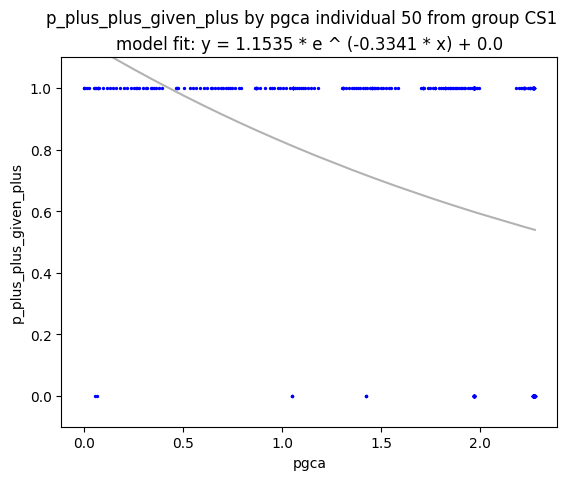 p_plus_plus_given_plus by pgca individual 50 from group CS1
model fit: y = 1.1535 * e ^ (-0.3341 * x) + 0.0
1.0
0.8
0.6
0.4
0.2
0.0
p_plus_plus_given_plus
0.0 0.5 1.0 1.5 2.0
pgca